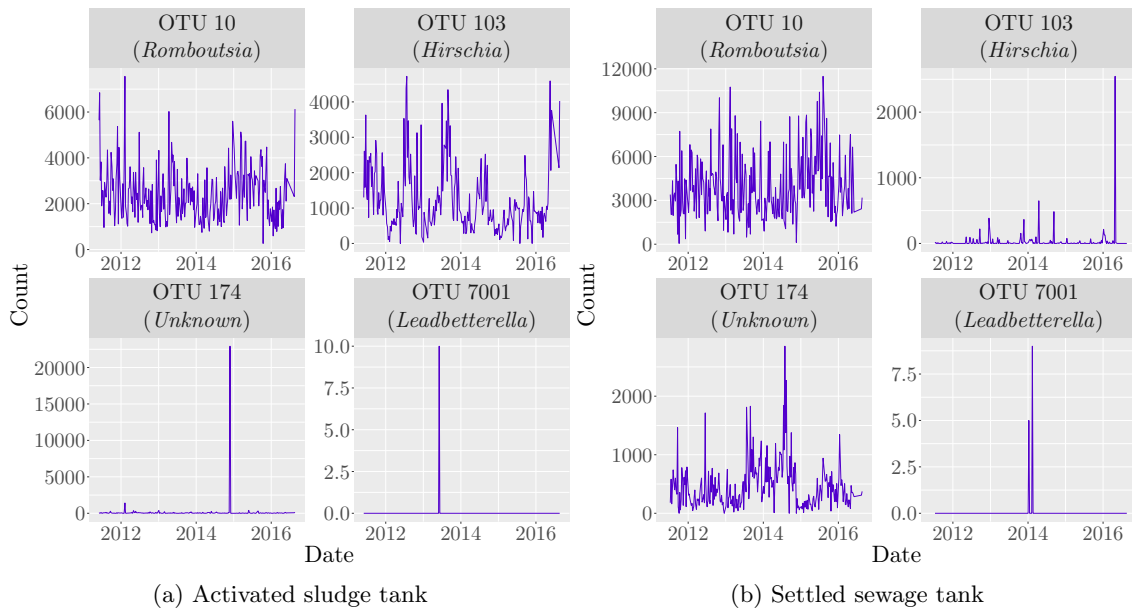 OTU 10
(Romboutsia)
OTU 103
(Hirschia)
OTU 10
(Romboutsia)
OTU 103
(Hirschia)
6000
4000
2000
0
2012
2014
2016
4000
3000
2000
1000
0
2012
2014
2016
12000
9000
6000
3000
0
2012
2014
2016
2000
1000
0
2012
2014
2016
Count
Count
OTU 174
(Unknown)
OTU 7001
(Leadbetterella)
OTU 174
(Unknown)
OTU 7001
(Leadbetterella)
20000
15000
10000
5000
0
2012
2014
2016
10.0
7.5
5.0
2.5
0.0
2012
2014
2016
2000
1000
0
2012
2014
2016
7.5
5.0
2.5
0.0
2012
2014
2016
Date
Date
(a) Activated sludge tank
(b) Settled sewage tank